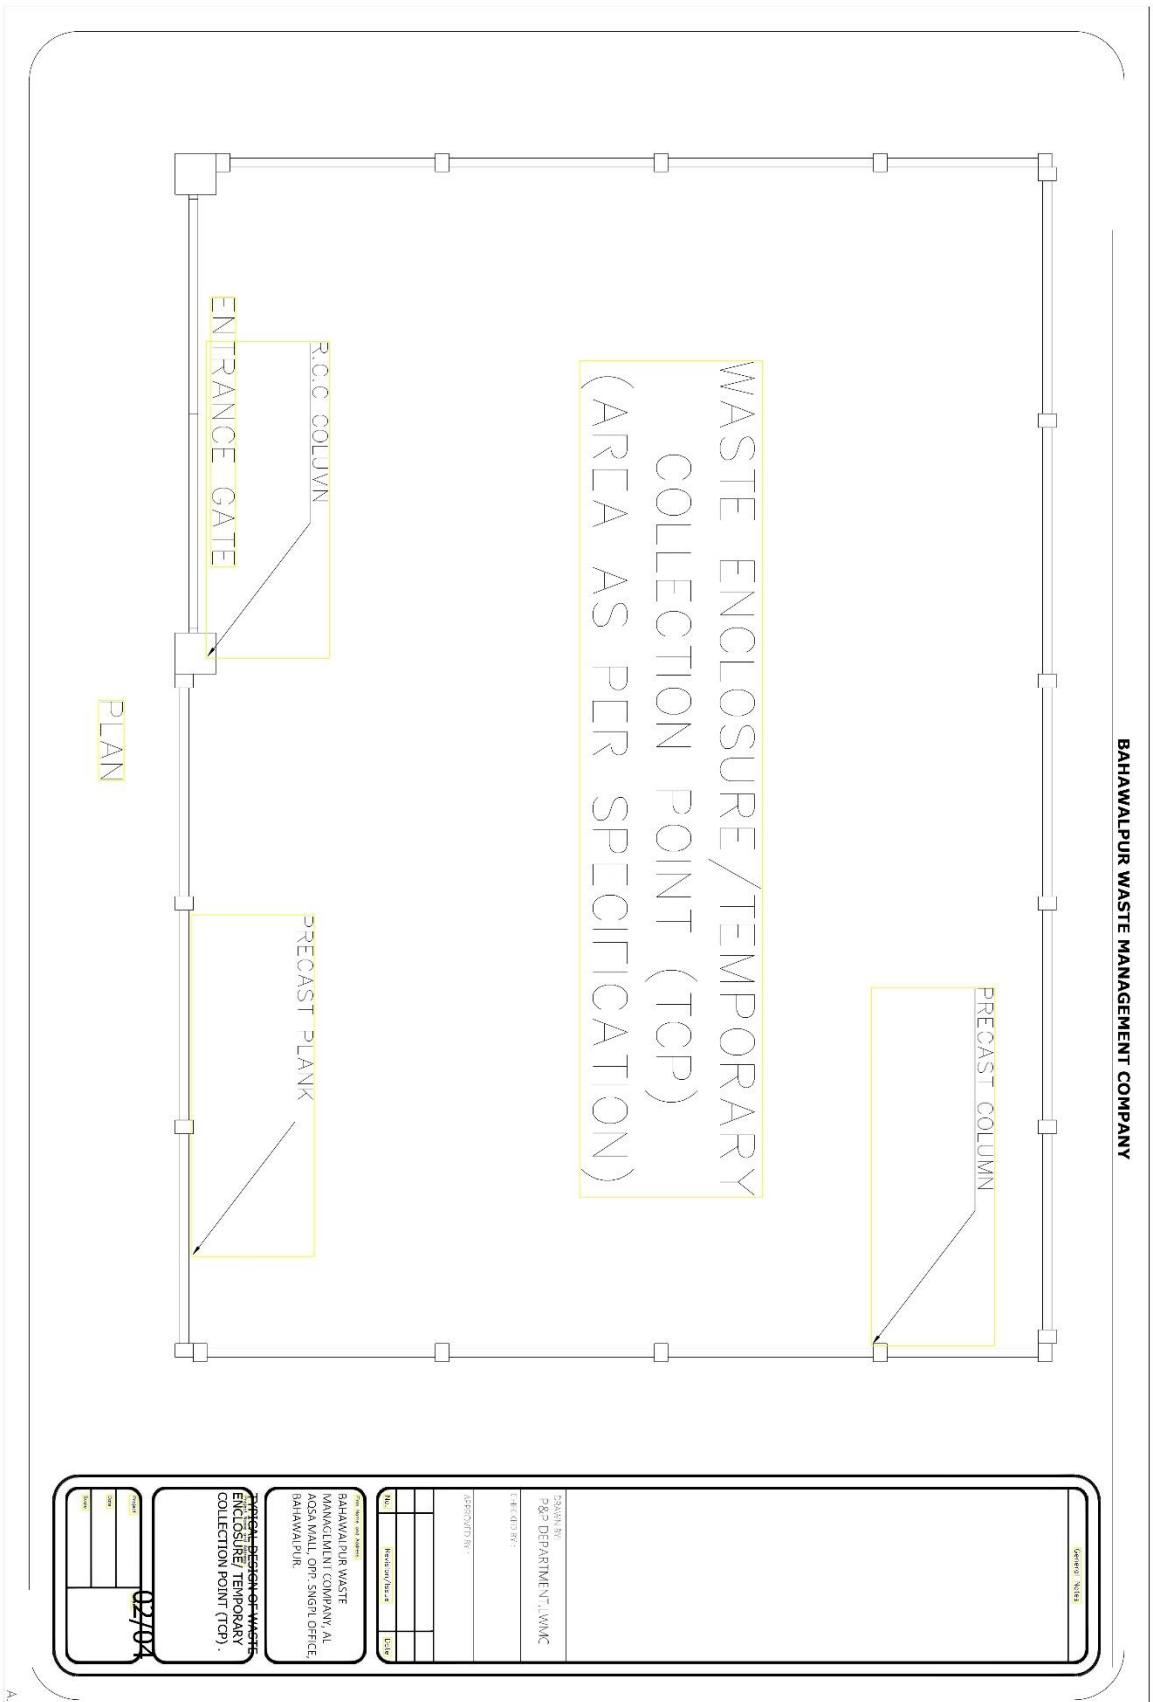 BAHAWALPUR WASTE MANAGEMENT COMPANY
WASTE ENCLOSURE/TEMPORARY
COLLECTION POINT (TCP)
(AREA AS PER SPECIFICATION)
PRECAST COLUMN
R.C.C COLUMN
ENTRANCE GATE
PRECAST PLANK
PLAN
General Notes
DRAWN BY:
P&P DEPARTMENT,LWMC
CHECKED BY :
APPROVED BY :
No.
Revision/Issue
Date
Firm Name and Address
BAHAWALPUR WASTE
MANAGEMENT COMPANY, AL
AQSA MALL, OPP. SNGPL OFFICE,
BAHAWALPUR.
TYPICAL DESIGN OF WASTE
ENCLOSURE/ TEMPORARY
COLLECTION POINT (TCP) .
Project
Date
Scale
02/04
A